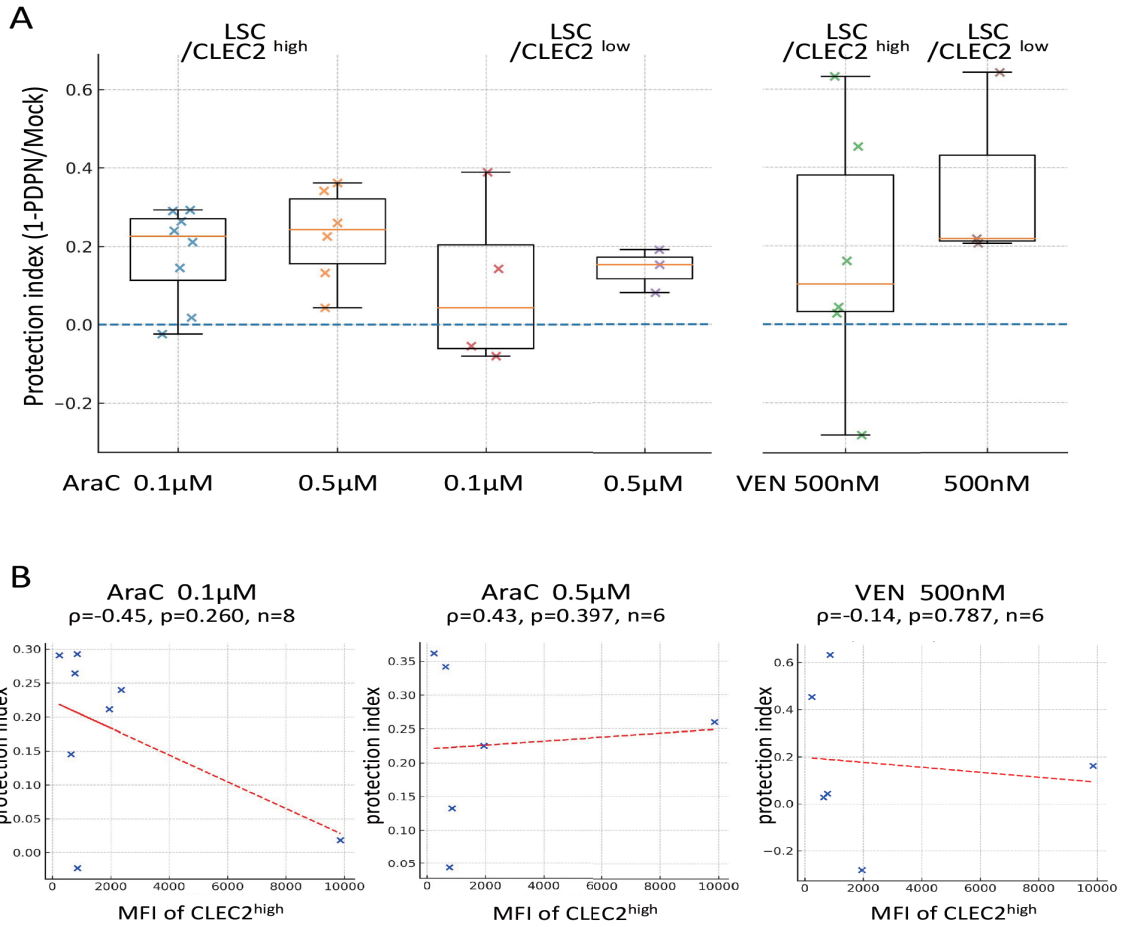 A
LSC LSC LSC LSC
/CLEC2 high /CLEC2 low /CLEC2 high /CLEC2 low
Protection index (1-PDPN/Mock)
0.6
0.4
0.2
0.0
−0.2
AraC 0.1µM 0.5µM 0.1µM 0.5µM VEN 500nM 500nM
B
AraC 0.1µM
ρ=-0.45, p=0.260, n=8
protection index
0.30
0.25
0.20
0.15
0.10
0.05
0.00
0 2000 4000 6000 8000 10000
MFI of CLEC2high
AraC 0.5µM
ρ=0.43, p=0.397, n=6
protection index
0.35
0.30
0.25
0.20
0.15
0.10
0.05
0 2000 4000 6000 8000 10000
MFI of CLEC2high
VEN 500nM
ρ=-0.14, p=0.787, n=6
protection index
0.6
0.4
0.2
0.0
−0.2
0 2000 4000 6000 8000 10000
MFI of CLEC2high